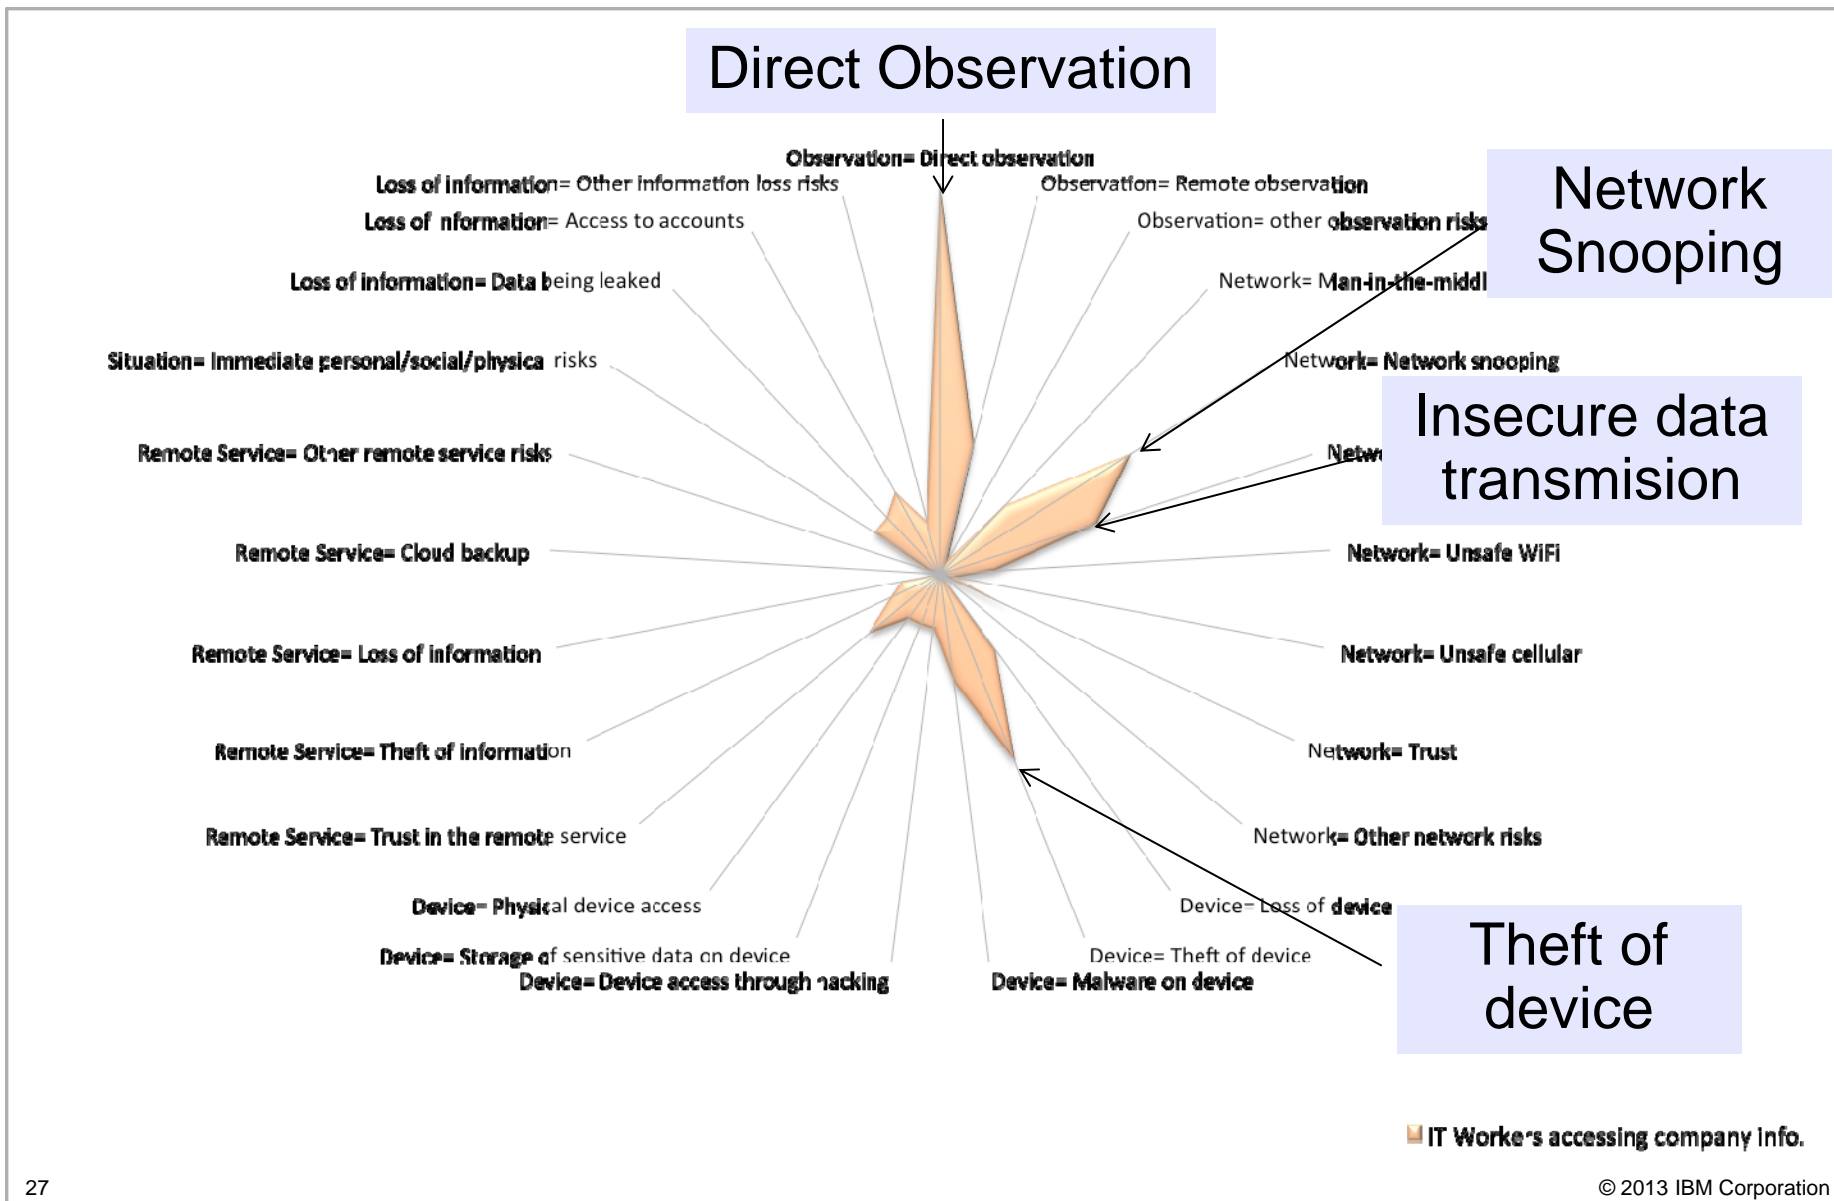 Direct Observation
Observation= Direct observation
Loss of information= Other information loss risks
Observation= Remote observation
Loss of nformation= Access to accounts
Observation= other observation risks
Network
Snooping
Loss of information= Data being leaked
Network= Man-in-the-middl
Situation= Immediate personal/social/physica risks
Network= Network snooping
Insecure data
transmision
Remote Service= Other remote service risks
Remote Service= Cloud backup
Network= Unsafe WiFi
Remote Service= Loss of information
Network= Unsafe cellular
Remote Service= Theft of information
Network= Trust
Remote Service= Trust in the remote service
Network= Other network risks
Device= Physical device access
Device= Loss of device
Device= Storage of sensitive data on device
Device= Theft of device
Device= Device access through hacking
Device= Malware on device
Theft of
device
IT Workers accessing company info.
27
© 2013 IBM Corporation